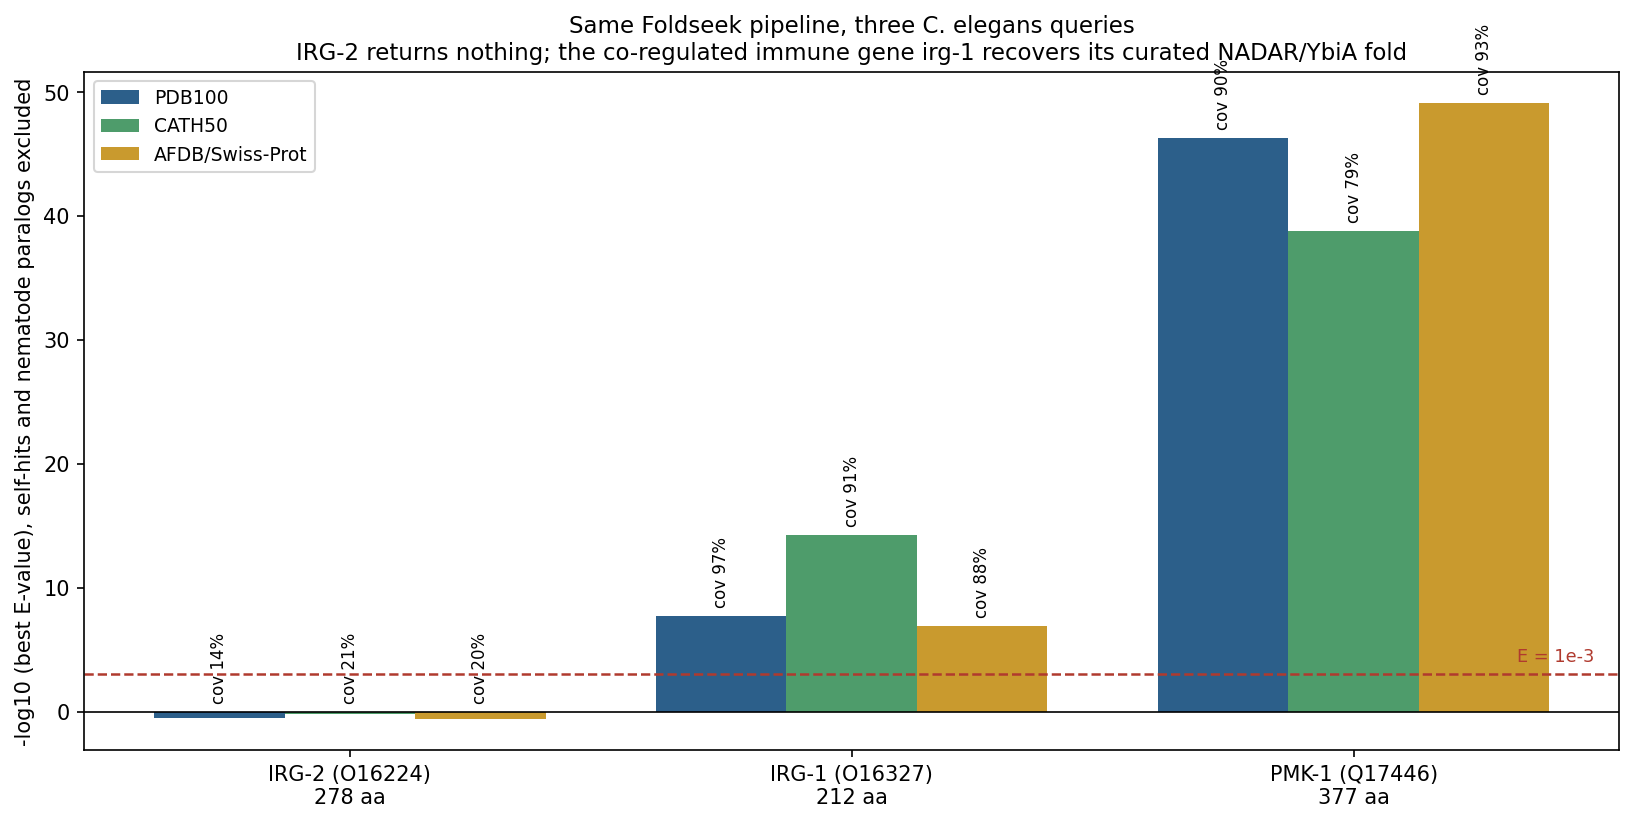 Same Foldseek pipeline, three C. elegans queries
IRG-2 returns nothing; the co-regulated immune gene irg-1 recovers its curated NADAR/YbiA fold
-log10 (best E-value), self-hits and nematode paralogs excluded
50
40
30
20
10
0
PDB100
CATH50
AFDB/Swiss-Prot
cov 14%
cov 21%
cov 20%
cov 97%
cov 91%
cov 88%
cov 90%
cov 79%
cov 93%
E = 1e-3
IRG-2 (O16224)
278 aa
IRG-1 (O16327)
212 aa
PMK-1 (Q17446)
377 aa